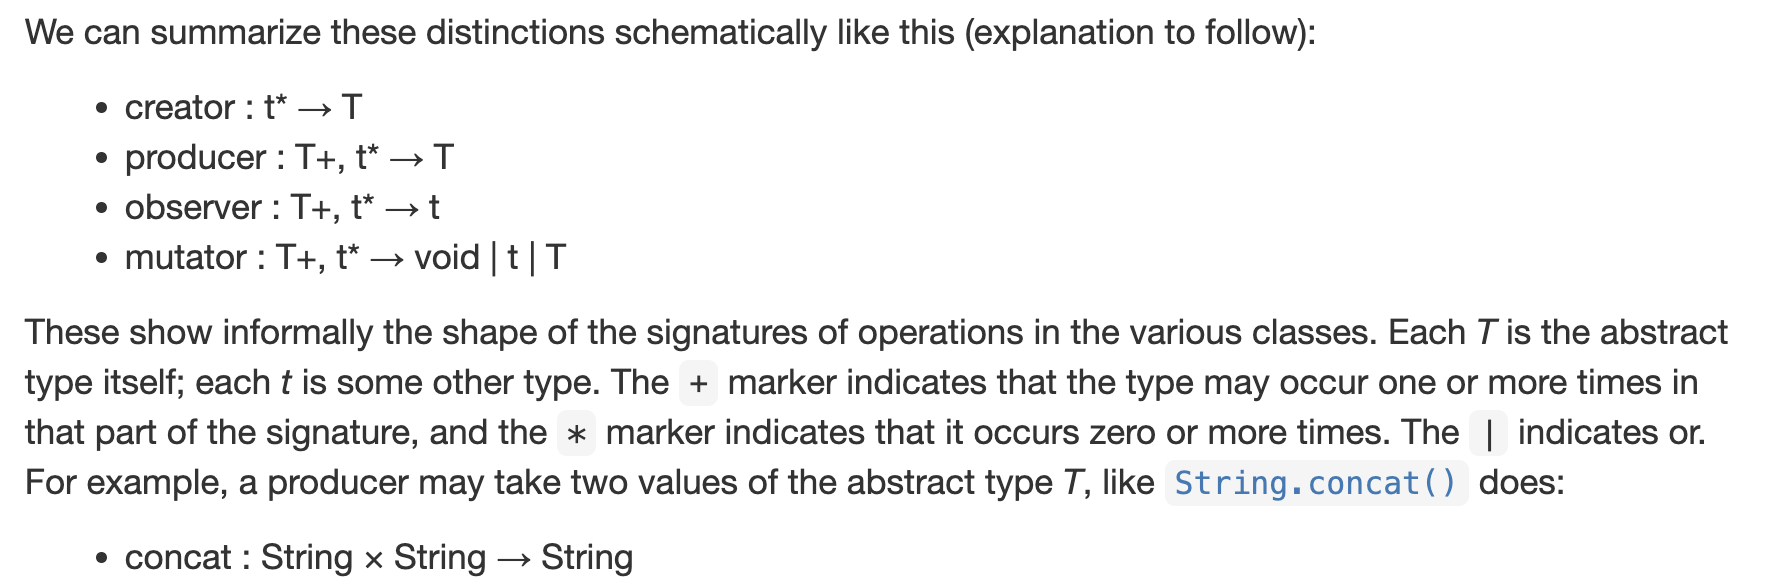 We can summarize these distinctions schematically like this (explanation to follow):
• creator : t* → T
• producer : T+, t* → T
• observer : T+, t* → t
• mutator : T+, t* → void | t | T
These show informally the shape of the signatures of operations in the various classes. Each T is the abstract
type itself; each t is some other type. The + marker indicates that the type may occur one or more times in
that part of the signature, and the * marker indicates that it occurs zero or more times. The | indicates or.
For example, a producer may take two values of the abstract type T, like String.concat() does:
• concat : String × String → String